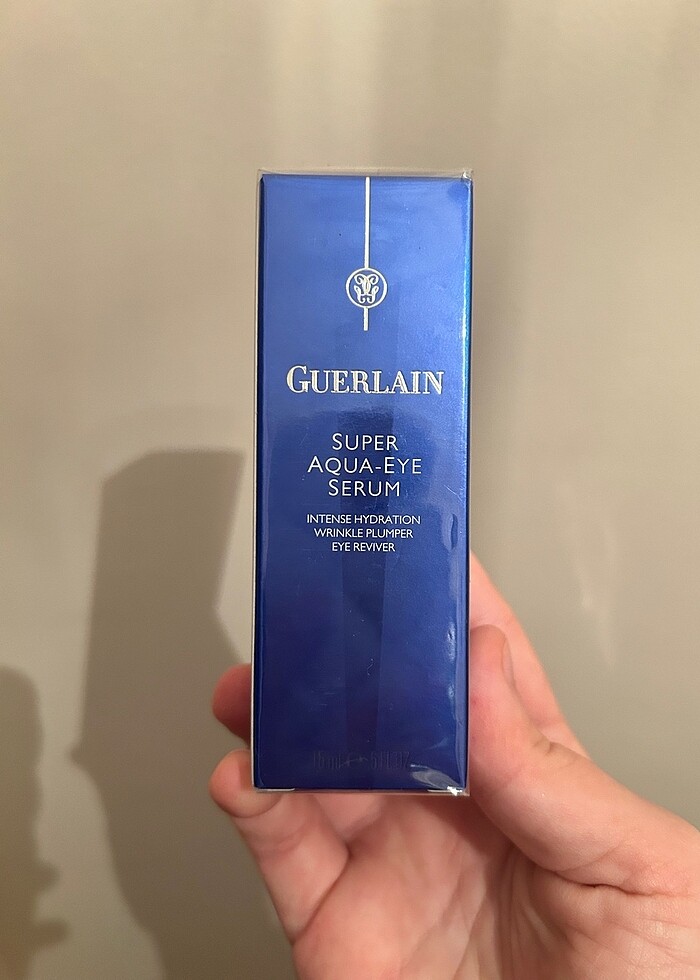 GUERLAIN
SUPER
AQUA-EYE
SERUM
INTENSE HYDRATION
WRINKLE PLUMPER
EYE REVIVER